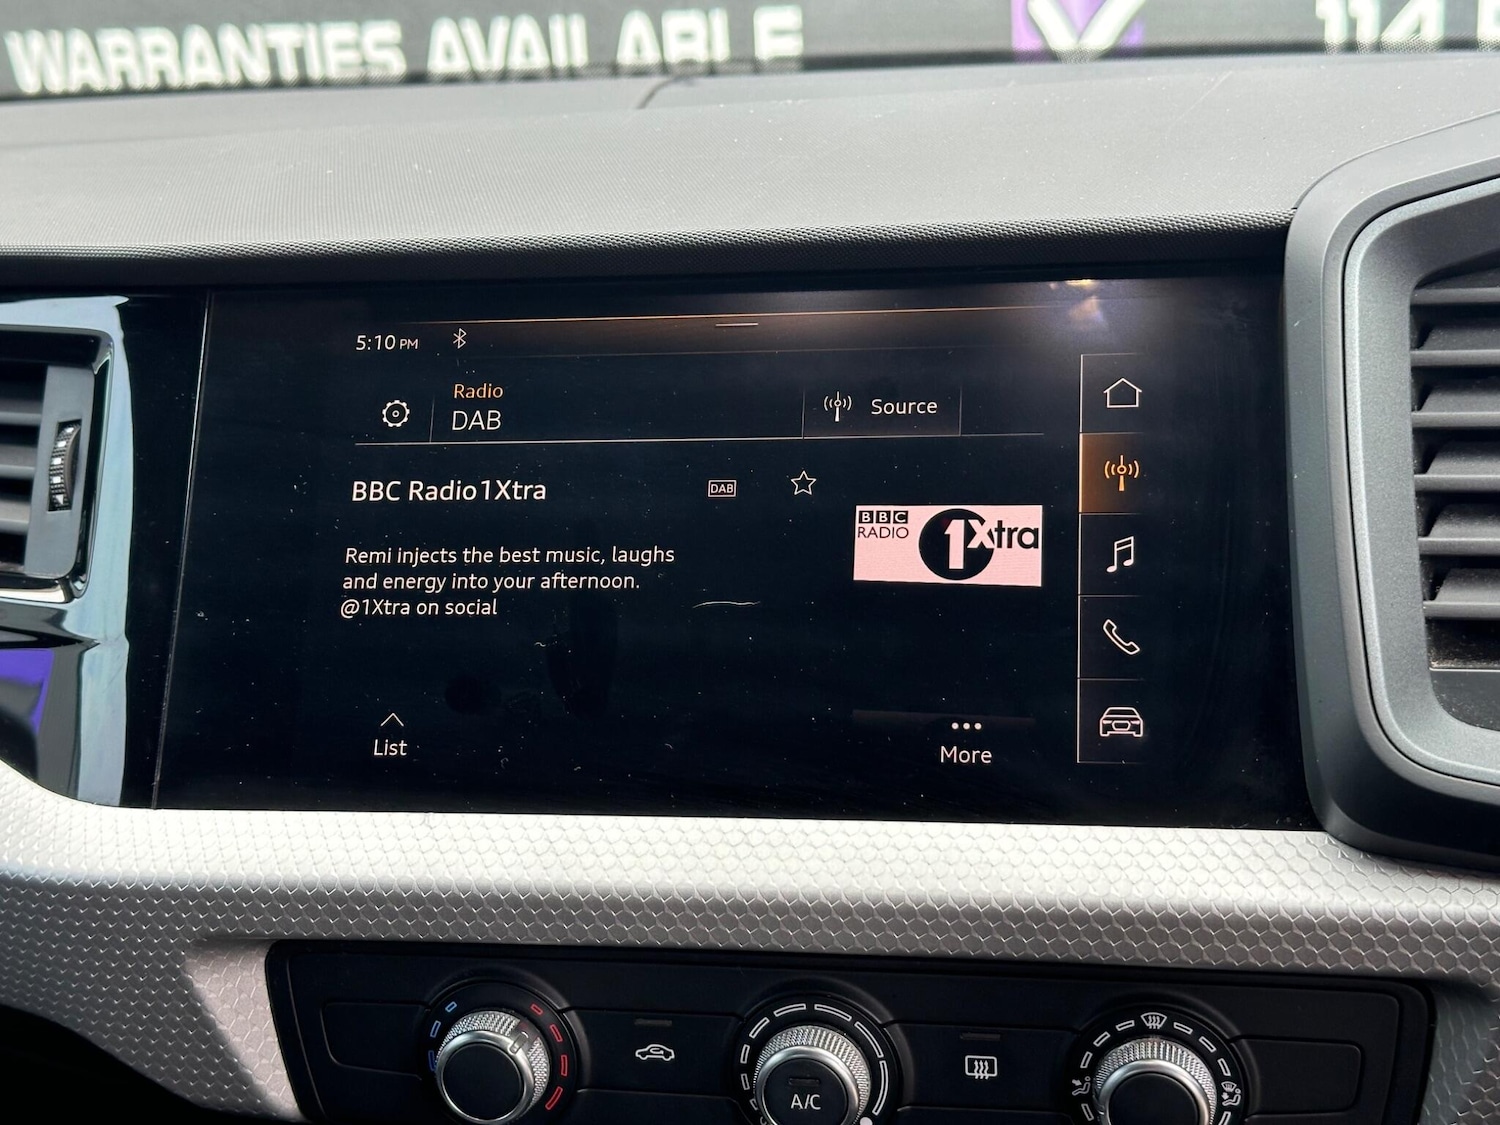 WARRANTIES AVAILABLE
114
5:10 PM
Radio
DAB
Source
BBC Radio 1Xtra
DAB
BBC
RADIO
1Xtra
Remi injects the best music, laughs
and energy into your afternoon.
@1Xtra on social
List
More
A/C